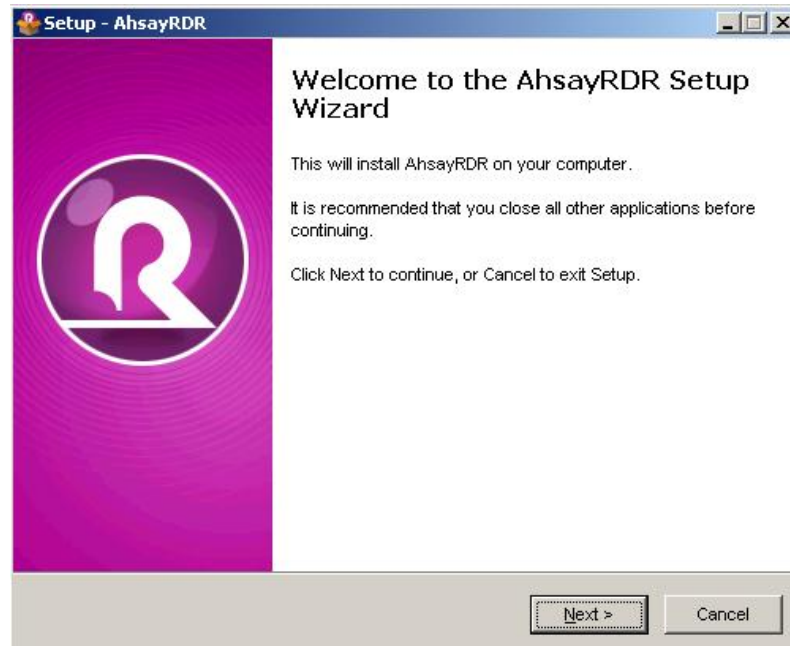 Setup - AhsayRDR
Welcome to the AhsayRDR Setup
Wizard
This will install AhsayRDR on your computer.
It is recommended that you close all other applications before
continuing.
Click Next to continue, or Cancel to exit Setup.
R
Next >
Cancel